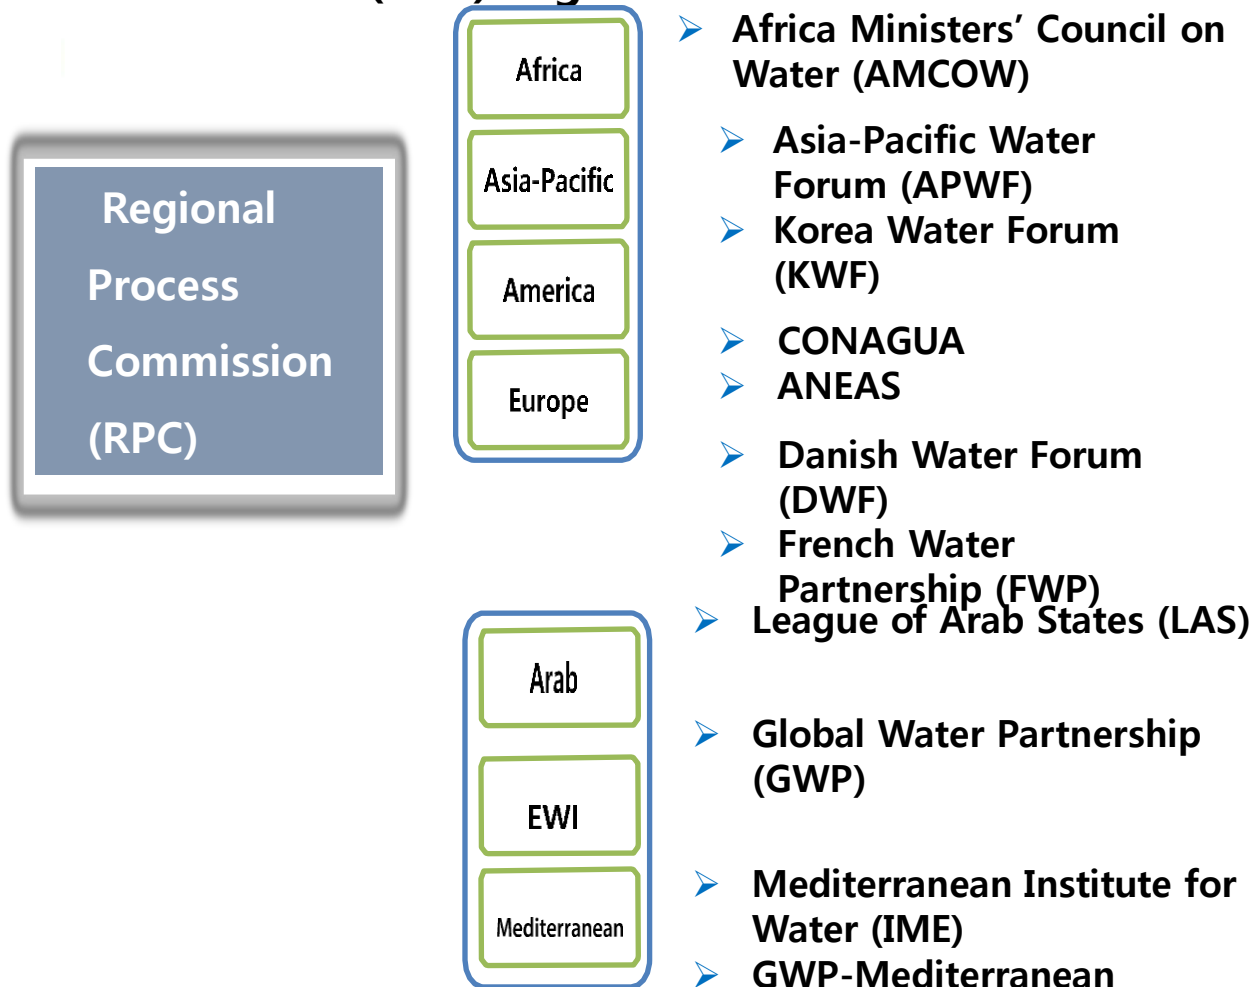 Regional
Process
Commission
(RPC)
Africa
Asia-Pacific
America
Europe
Africa Ministers’ Council on
Water (AMCOW)
Asia-Pacific Water
Forum (APWF)
Korea Water Forum
(KWF)
CONAGUA
ANEAS
Danish Water Forum
(DWF)
French Water
Partnership (FWP)
Arab
EWI
Mediterranean
League of Arab States (LAS)
Global Water Partnership
(GWP)
Mediterranean Institute for
Water (IME)
GWP-Mediterranean